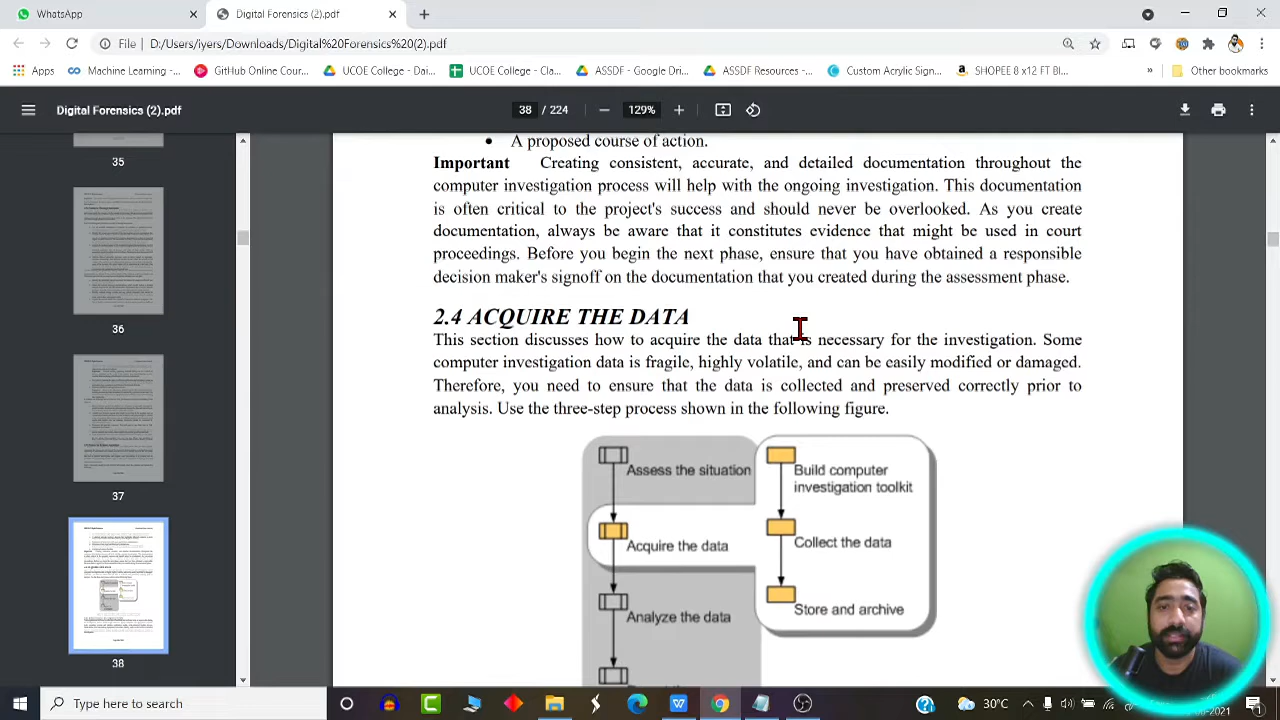 WhatsApp
Digital Forensics (2).pdf
File | D:/Users/iyers/Downloads/Digital%20Forensics%20(2).pdf
Apps
Machine Learning -...
GitHub Online Cour...
UCOE College - Dai...
UCOE College - Cla...
ASSDF - Google Dri...
ASSDF Resources -...
Custom Acrylic Sign...
SHOPEE 8 x12 FT Bl...
»
Other bookmarks
Digital Forensics (2).pdf
38 / 224
129%
35
36
37
38
• A proposed course of action.
Important Creating consistent, accurate, and detailed documentation throughout the
computer investigation process will help with the ongoing investigation. This documentation
is often critical to the project's success and should never be overlooked. As you create
documentation, always be aware that it constitutes evidence that might be used in court
proceedings. Before you begin the next phase, ensure that you have obtained a responsible
decision maker's signoff on the documentation that you created during the assessment phase.
2.4 ACQUIRE THE DATA
This section discusses how to acquire the data that is necessary for the investigation. Some
computer investigation data is fragile, highly volatile, and can be easily modified or damaged.
Therefore, you need to ensure that the data is collected and preserved correctly prior to
analysis. Use the three-step process shown in the following figure.
Assess the situation
Acquire the data
Analyze the data
Build computer
investigation toolkit
Collect the data
Store and archive
Type here to search
30°C